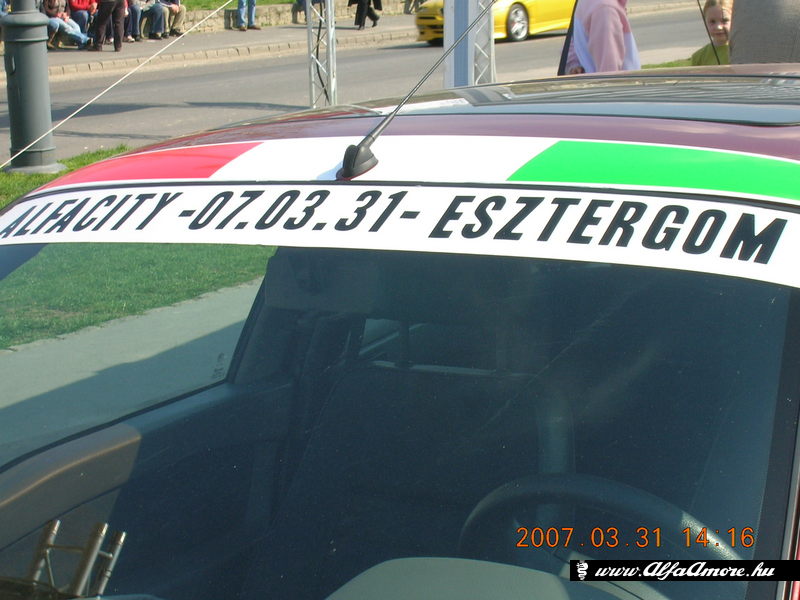 ALFACITY -07.03.31- ESZTERGOM
2007.03.31 14:16
www.AlfaAmore.hu